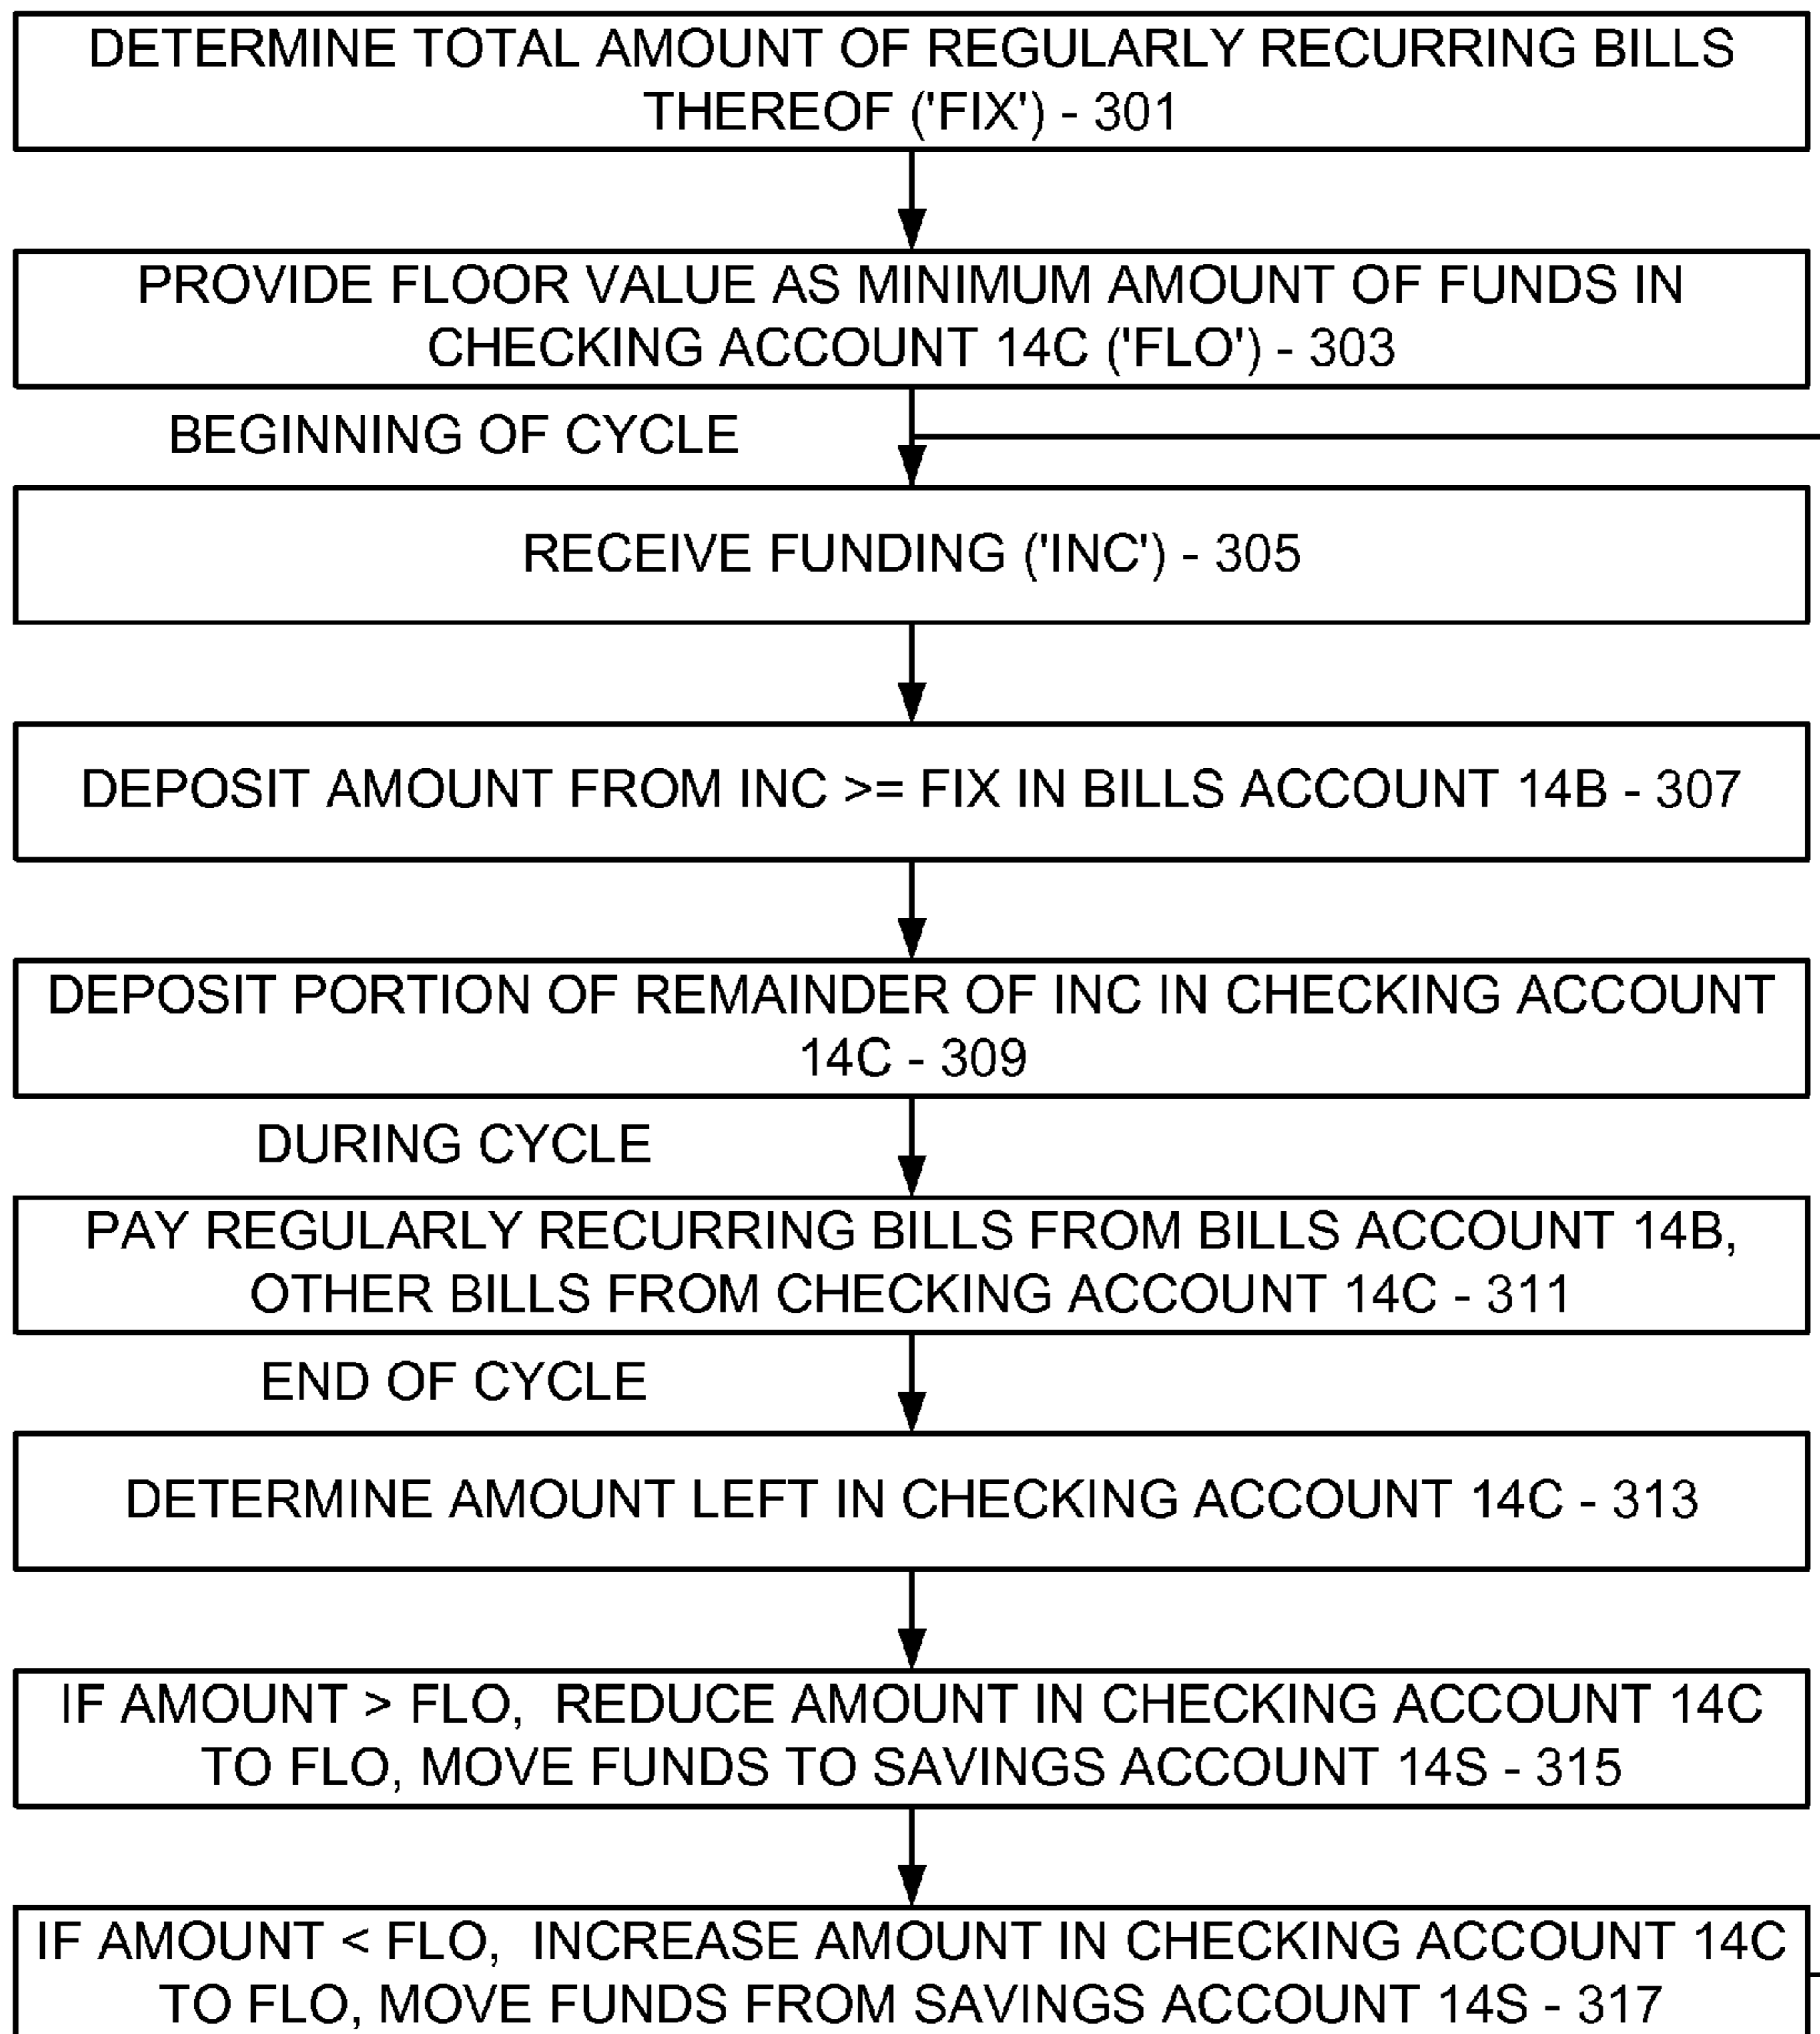 DETERMINE TOTAL AMOUNT OF REGULARLY RECURRING BILLS
THEREOF ('FIX') - 301
PROVIDE FLOOR VALUE AS MINIMUM AMOUNT OF FUNDS IN
CHECKING ACCOUNT 14C ('FLO') - 303
BEGINNING OF CYCLE
RECEIVE FUNDING ('INC') - 305
DEPOSIT AMOUNT FROM INC >= FIX IN BILLS ACCOUNT 14B - 307
DEPOSIT PORTION OF REMAINDER OF INC IN CHECKING ACCOUNT
14C - 309
DURING CYCLE
PAY REGULARLY RECURRING BILLS FROM BILLS ACCOUNT 14B,
OTHER BILLS FROM CHECKING ACCOUNT 14C - 311
END OF CYCLE
DETERMINE AMOUNT LEFT IN CHECKING ACCOUNT 14C - 313
IF AMOUNT > FLO, REDUCE AMOUNT IN CHECKING ACCOUNT 14C
TO FLO, MOVE FUNDS TO SAVINGS ACCOUNT 14S - 315
IF AMOUNT < FLO, INCREASE AMOUNT IN CHECKING ACCOUNT 14C
TO FLO, MOVE FUNDS FROM SAVINGS ACCOUNT 14S - 317